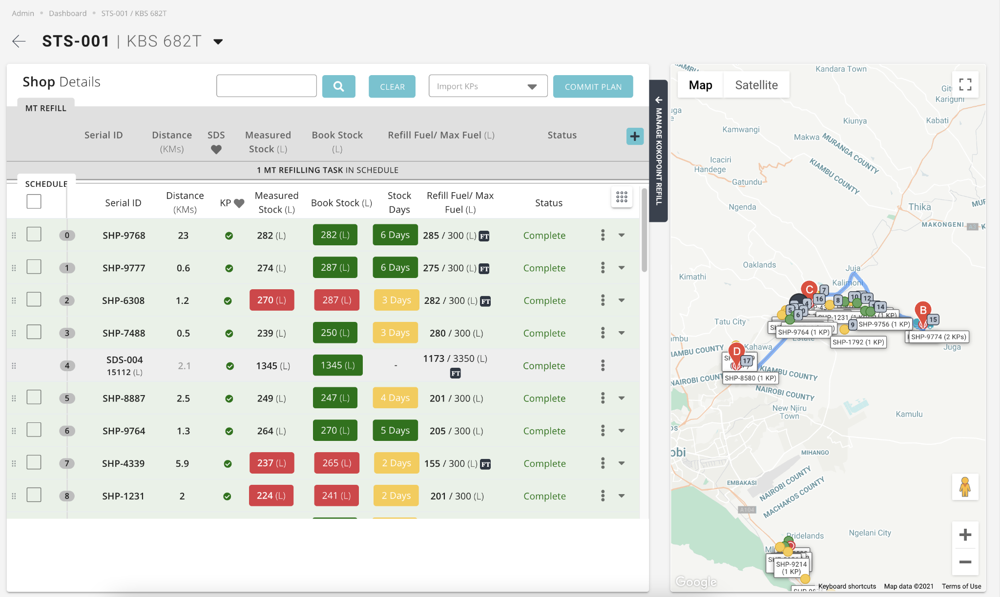 Admin • Dashboard • STS-001 / KBS 682T
STS-001 | KBS 682T
Shop Details
CLEAR
Import KPs
COMMIT PLAN
MT REFILL
Serial ID
Distance (KMs)
SDS
Measured Stock (L)
Book Stock (L)
Refill Fuel/ Max Fuel (L)
Status
1 MT REFILLING TASK IN SCHEDULE
SCHEDULE
Serial ID
Distance (KMs)
KP
Measured Stock (L)
Book Stock (L)
Stock Days
Refill Fuel/ Max Fuel (L)
Status
0 SHP-9768 23 282 (L) 282 (L) 6 Days 285 / 300 (L) FT Complete
1 SHP-9777 0.6 274 (L) 287 (L) 6 Days 275 / 300 (L) FT Complete
2 SHP-6308 1.2 270 (L) 287 (L) 3 Days 282 / 300 (L) FT Complete
3 SHP-7488 0.5 239 (L) 250 (L) 3 Days 280 / 300 (L) Complete
4 SDS-004 15112 (L) 2.1 1345 (L) 1345 (L) - 1173 / 3350 (L) FT Complete
5 SHP-8887 2.5 249 (L) 247 (L) 4 Days 201 / 300 (L) Complete
6 SHP-9764 1.3 264 (L) 270 (L) 5 Days 205 / 300 (L) Complete
7 SHP-4339 5.9 237 (L) 265 (L) 2 Days 155 / 300 (L) FT Complete
8 SHP-1231 2 224 (L) 241 (L) 2 Days 201 / 300 (L) Complete
MANAGE KOKOPOINT REFILL
Map
Satellite
Kandara Town
Kariguni
Kiunya
Kabati
Kamwangi
Makwa
MURANGA COUNTY
Icaciri
Handege
KIAMBU COUNTY
Gatundu
Ngenda
Thika
MAKONGENI
A3
Oaklands
Juja
Kimathi
Kalimoni
C
7
16
8
10
12
14
4
5
6
B
15
SHP-9756 (1 KP)
9
Tatu City
SHP-9764 (1 KP)
SHP-9774 (2 KPs)
SHP-1792 (1 KP)
Juga
Kahawa
D
17
SHP-8580 (1 KP)
KIAMBU COUNTY
NAIROBI COUNTY
New Njiru Town
Kamulu
MIHANGO
EMBAKASI
NAIROBI COUNTY
MACHAKOS COUNTY
A104
Pridelands
Ngelani City
SHP-9214 (1 KP)
Google
Keyboard shortcuts
Map data ©2021
Terms of Use